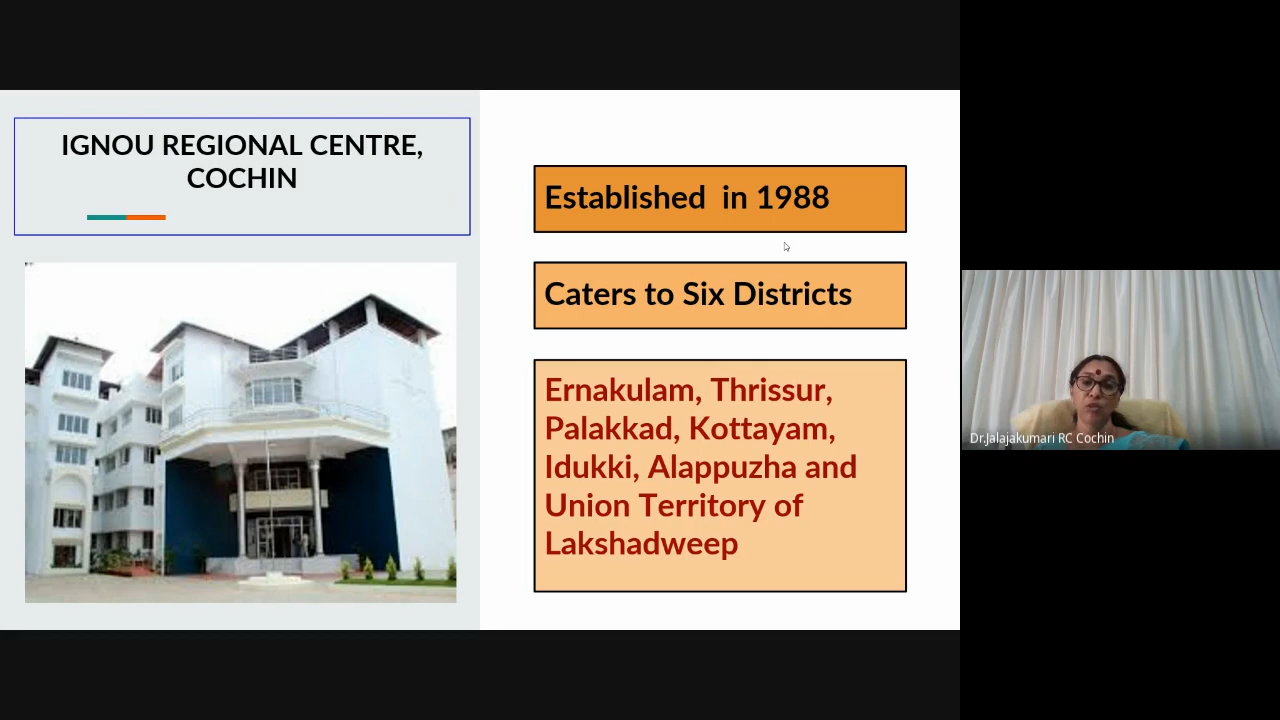 IGNOU REGIONAL CENTRE,
COCHIN
Established in 1988
Caters to Six Districts
Ernakulam, Thrissur,
Palakkad, Kottayam,
Idukki, Alappuzha and
Union Territory of
Lakshadweep
Dr.Jalajakumari RC Cochin